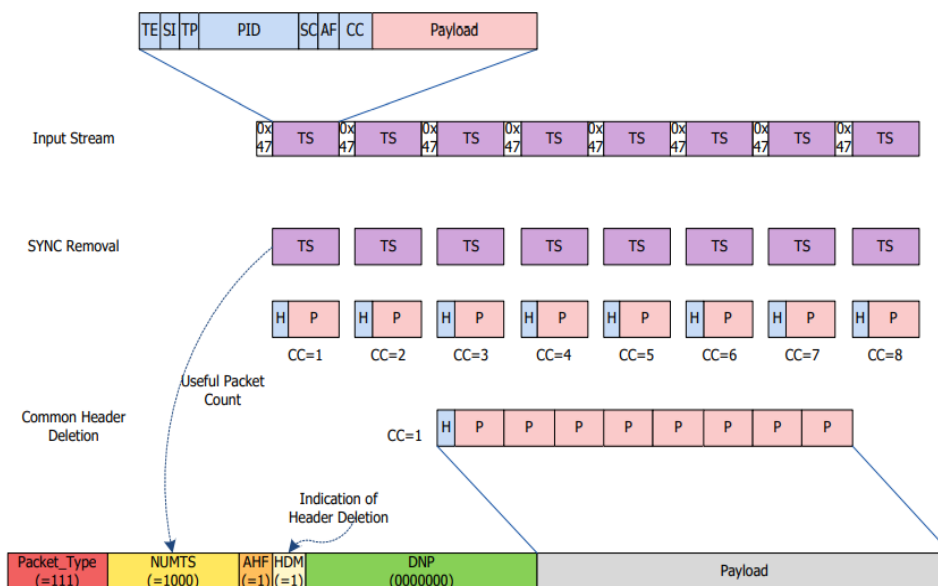 TE SI TP PID SC AF CC Payload
Input Stream
0x 47 TS 0x 47 TS 0x 47 TS 0x 47 TS 0x 47 TS 0x 47 TS 0x 47 TS 0x 47 TS
SYNC Removal
TS TS TS TS TS TS TS TS
H P H P H P H P H P H P H P H P
CC=1 CC=2 CC=3 CC=4 CC=5 CC=6 CC=7 CC=8
Useful Packet
Count
Common Header
Deletion
CC=1
H P P P P P P P P
Indication of
Header Deletion
Packet_Type
(=111)
NUMTS
(=1000)
AHF
(=1)
HDM
(=1)
DNP
(0000000)
Payload